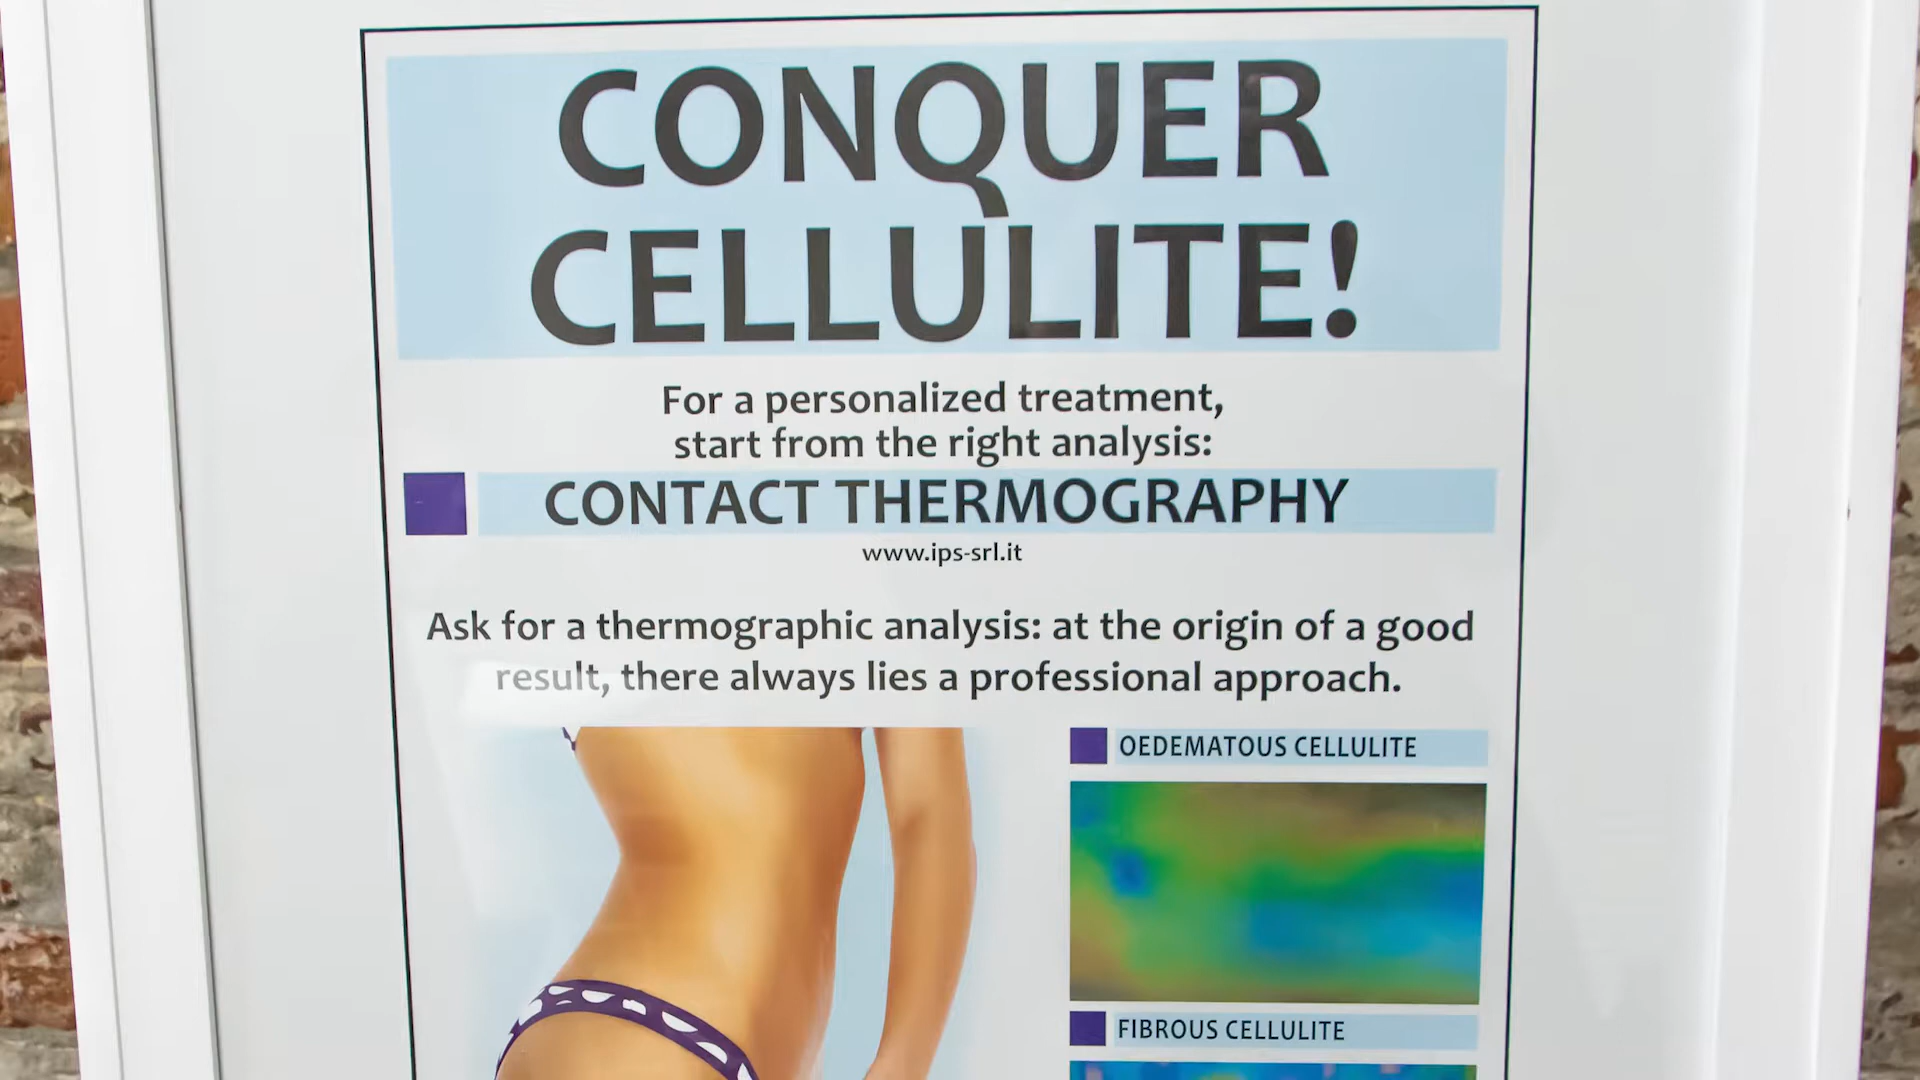 CONQUER
CELLULITE!
For a personalized treatment,
start from the right analysis:
CONTACT THERMOGRAPHY
www.ips-srl.it
Ask for a thermographic analysis: at the origin of a good
result, there always lies a professional approach.
OEDEMATOUS CELLULITE
FIBROUS CELLULITE